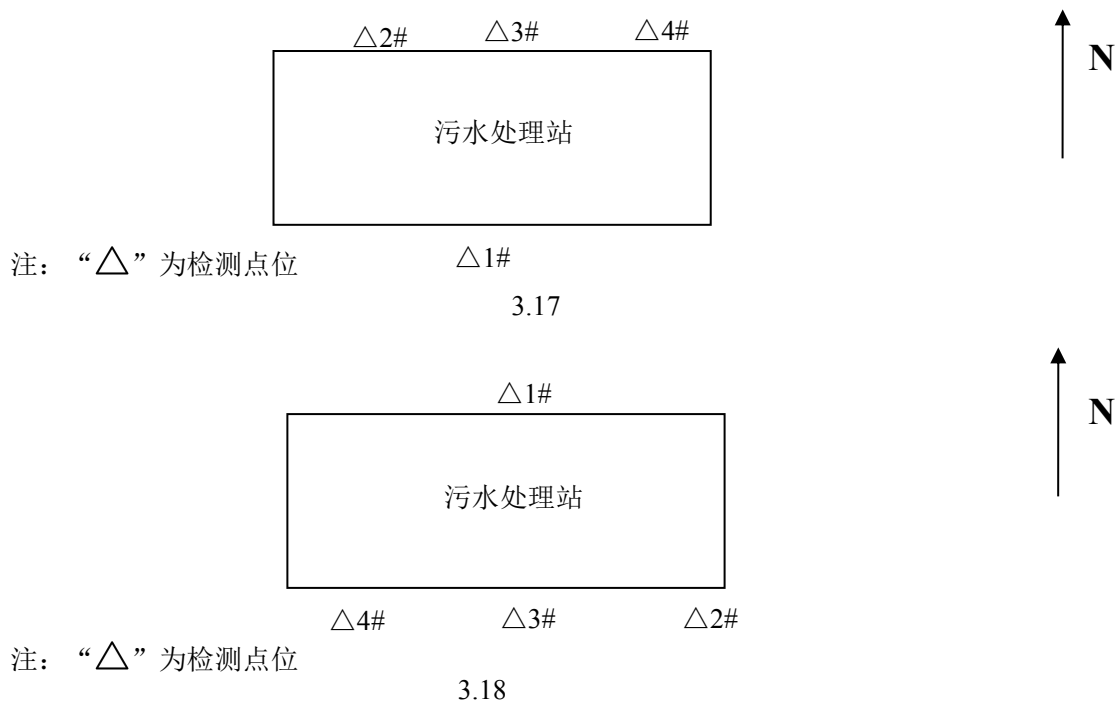 △2# △3# △4#
N
污水处理站
注：“△”为检测点位
△1#
3.17
△1#
N
污水处理站
△4# △3# △2#
注：“△”为检测点位
3.18